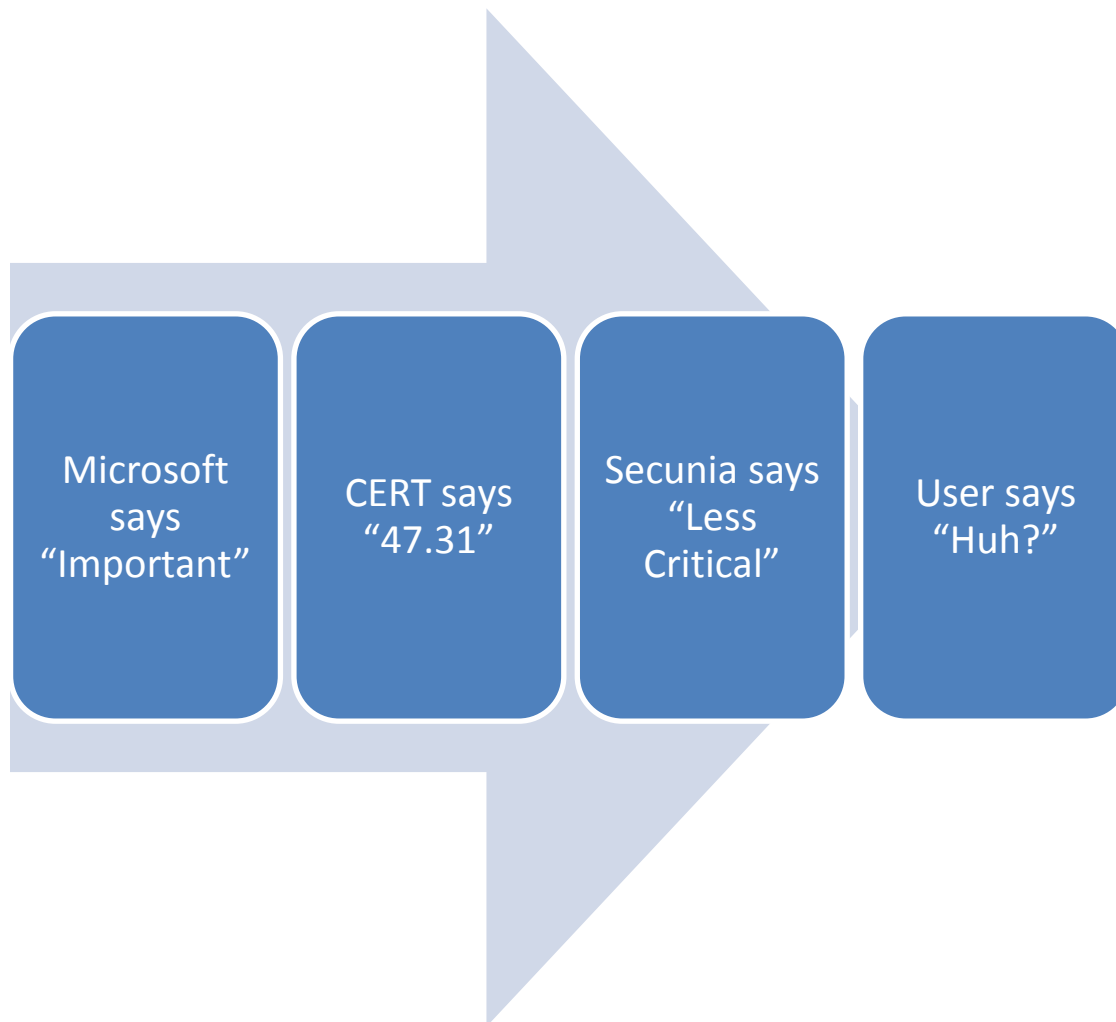 Microsoft
says
“Important”
CERT says
“47.31”
Secunia says
“Less
Critical”
User says
“Huh?”